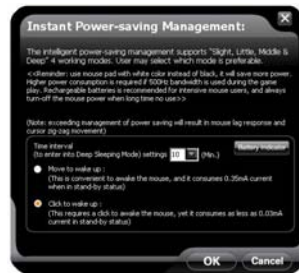 Instant Power-saving Management:
The intelligent power-saving management supports "Slight, Little, Middle &
Deep" 4 working modes. User may select which mode is preferable.
<<Reminder: use mouse pad with white color instead of black, it will save more power.
Higher power consumption is required if 500Hz bandwidth is used during the game
play. Rechargeable batteries is recommended for intensive mouse users, and always
turn-off the mouse power when long time no use>>
(Note: exceeding management of power saving will result in mouse lag response and
cursor zig-zag movement)
Time interval
(to enter into Deep Sleeping Mode) settings 10 (Min.)
Battery Indicator
Move to wake up :
(This is convenient to awake the mouse, and it consumes 0.35mA current
when in stand-by status)
Click to wake up :
(This requires a click to awake the mouse, yet it consumes as less as 0.03mA
current when in stand-by status)
OK Cancel